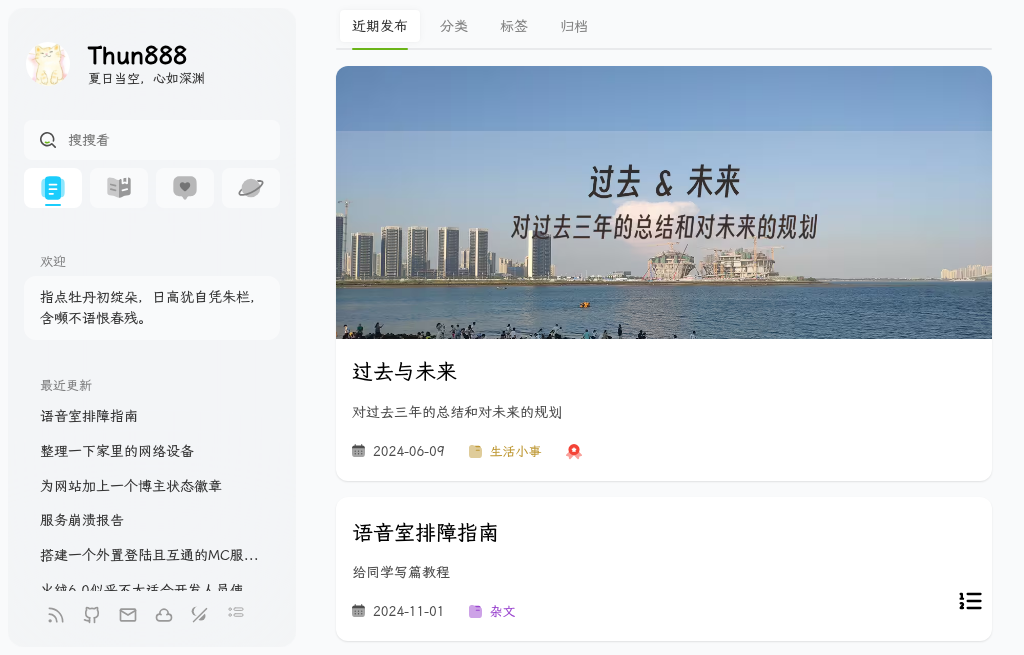 Thun888
夏日当空，心如深渊
搜搜看
欢迎
指点牡丹初绽朵，日高犹自凭朱栏，
含嚬不语恨春残。
最近更新
语音室排障指南
整理一下家里的网络设备
为网站加上一个博主状态徽章
服务崩溃报告
搭建一个外置登陆且互通的MC服...
近期发布
分类
标签
归档
过去 & 未来
对过去三年的总结和对未来的规划
过去与未来
对过去三年的总结和对未来的规划
2024-06-09 生活小事
语音室排障指南
给同学写篇教程
2024-11-01 杂文